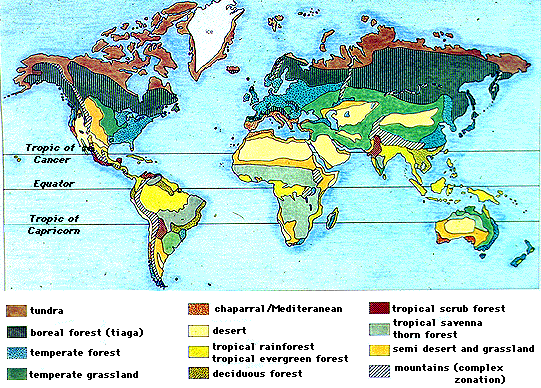 ice
Tropic of
Cancer
Equator
Tropic of
Capricorn
tundra
boreal forest (tiaga)
temperate forest
temperate grassland
chaparral/Mediterranean
desert
tropical rainforest
tropical evergreen forest
deciduous forest
tropical scrub forest
tropical savenna
thorn forest
semi desert and grassland
mountains (complex
zonation)